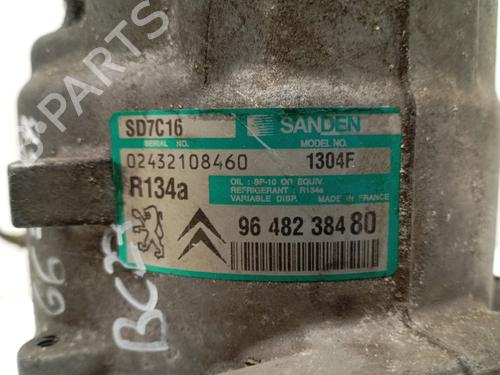 PARTS
SD7C16
SANDEN
SERIAL NO.
MODEL NO.
02432108460
1304F
R134a
OIL : SP-10 OR EQUIV.
REFRIGERANT : R134a
VARIABLE DISP. MADE IN FRANCE
96 482 384 80